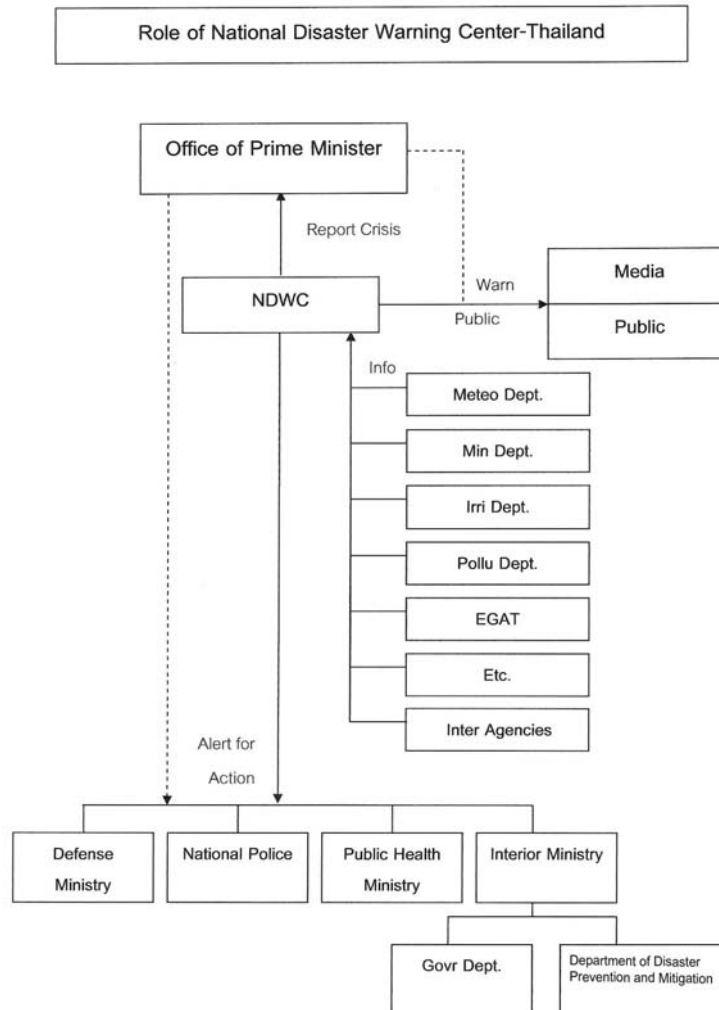 Role of National Disaster Warning Center-Thailand
Office of Prime Minister
Report Crisis
NDWC
Warn
Public
Media
Public
Info
Meteo Dept.
Min Dept.
Irri Dept.
Pollu Dept.
EGAT
Etc.
Inter Agencies
Alert for
Action
Defense
Ministry
National Police
Public Health
Ministry
Interior Ministry
Govr Dept.
Department of Disaster
Prevention and Mitigation